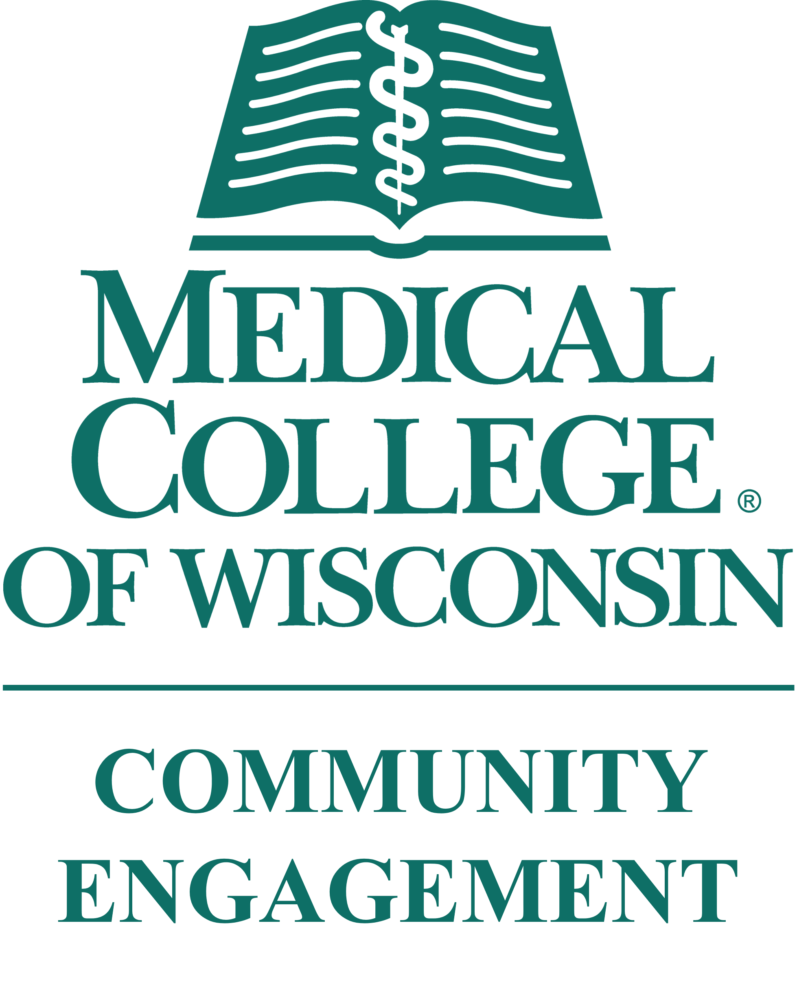 MEDICAL
COLLEGE ®
OF WISCONSIN
COMMUNITY
ENGAGEMENT